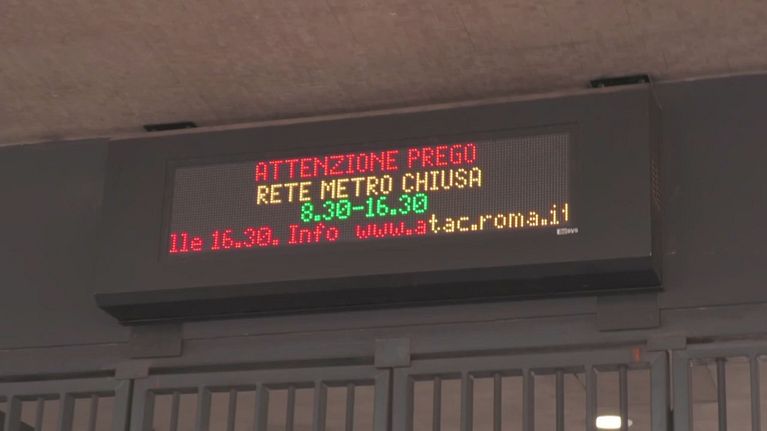 ATTENZIONE PREGO
RETE METRO CHIUSA
8.30-16.30
lle 16.30. Info www.atac.roma.it